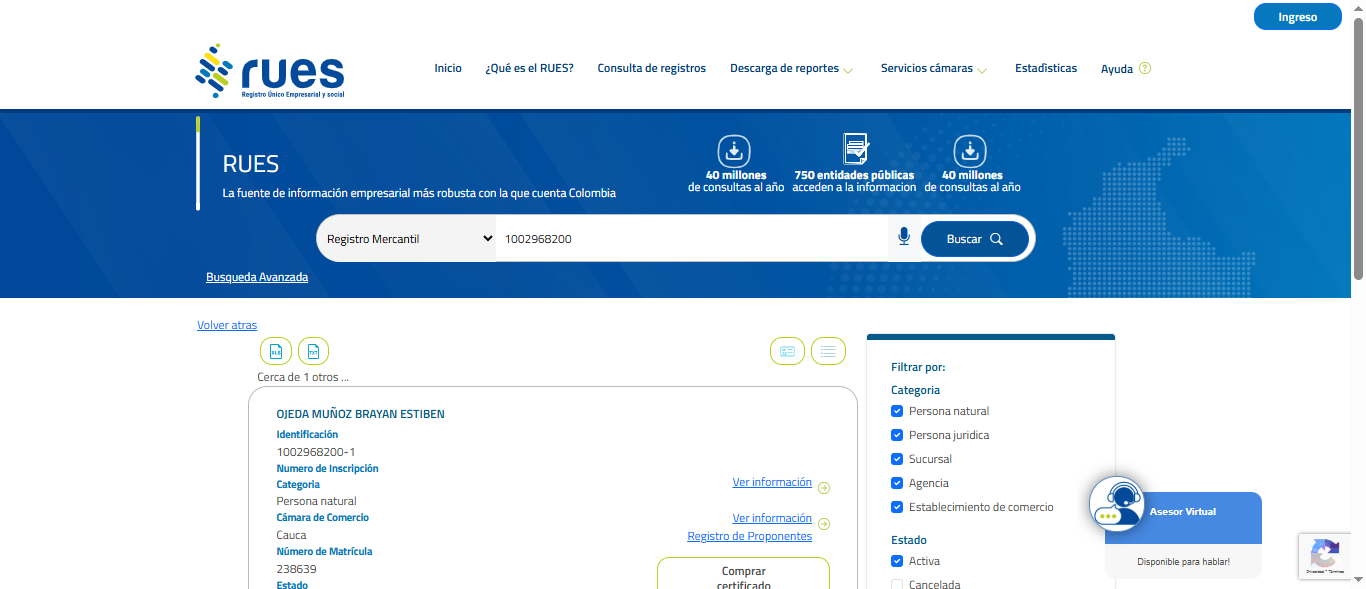 Ingreso
rues
Registro Único Empresarial y social
Inicio
¿Qué es el RUES?
Consulta de registros
Descarga de reportes
Servicios cámaras
Estadìsticas
Ayuda ?
RUES
La fuente de información empresarial más robusta con la que cuenta Colombia
40 millones
de consultas al año
750 entidades públicas
acceden a la informacion
40 millones
de consultas al año
Registro Mercantil
1002968200
Buscar
Busqueda Avanzada
Volver atras
XLS
TXT
Cerca de 1 otros ...
OJEDA MUÑOZ BRAYAN ESTIBEN
Identificación
1002968200-1
Numero de Inscripción
Categoria
Persona natural
Cámara de Comercio
Cauca
Número de Matrícula
238639
Estado
Ver información
Ver información
Registro de Proponentes
Comprar
certificado
Filtrar por:
Categoria
Persona natural
Persona juridica
Sucursal
Agencia
Establecimiento de comercio
Estado
Activa
Cancelada
Asesor Virtual
Disponible para hablar!
Privacidad - Términos